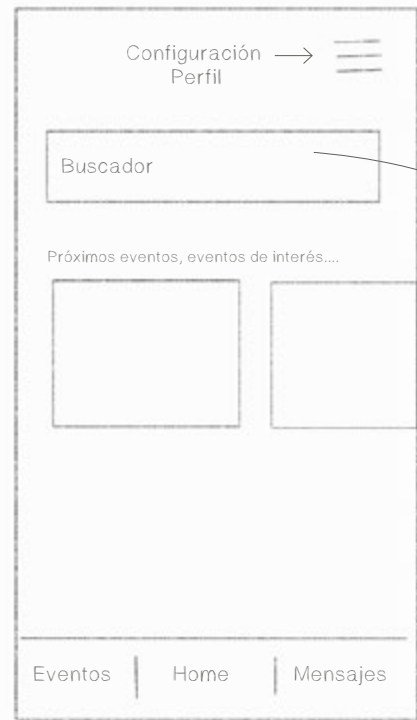 Configuración
Perfil
Buscador
Próximos eventos, eventos de interés....
Eventos
Home
Mensajes